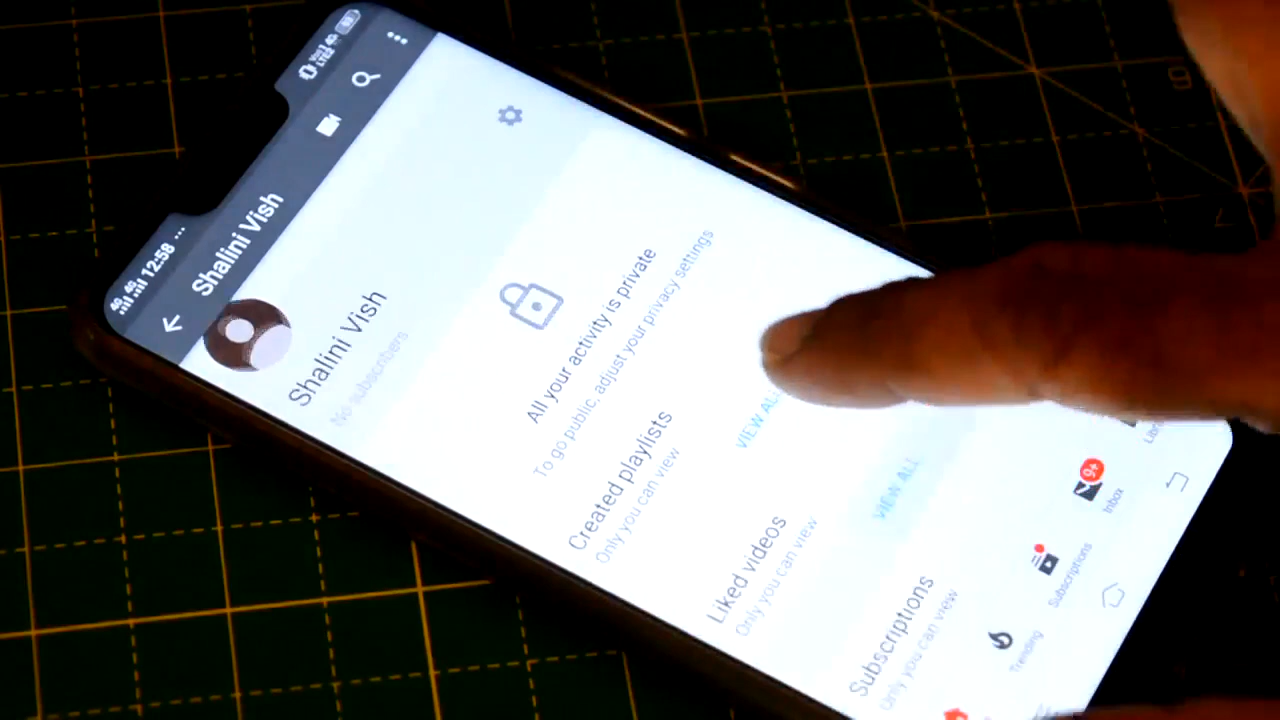 4G 4G 12:58 ...
Shalini Vish
Shalini Vish
No subscribers
All your activity is private
To go public, adjust your privacy settings
Created playlists
Only you can view
VIEW ALL
Liked videos
Only you can view
VIEW ALL
Subscriptions
Only you can view
Trending
Subscriptions
9+
Inbox